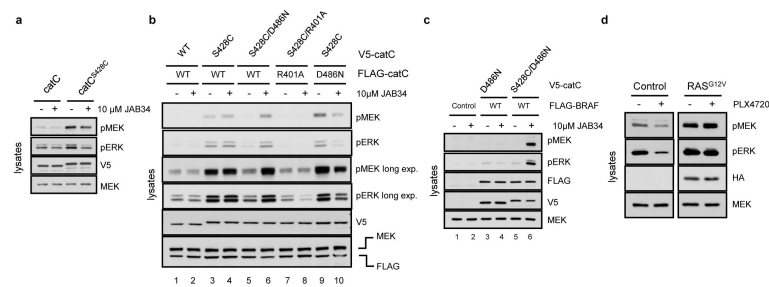 a
catC
catC^S428C
- + - + 10 µM JAB34
pMEK
pERK
V5
MEK
lysates
b
WT
S428C
S428C/D486N
S428C/R401A
S428C
V5-catC
WT WT WT R401A D486N FLAG-catC
- + - + - + - + - + 10µM JAB34
pMEK
pERK
pMEK long exp.
pERK long exp.
V5
MEK
FLAG
lysates
1 2 3 4 5 6 7 8 9 10
c
D486N
S428C/D486N
V5-catC
Control WT WT FLAG-BRAF
- + - + - + 10µM JAB34
pMEK
pERK
FLAG
V5
MEK
lysates
1 2 3 4 5 6
d
Control RAS^G12V
- + - + PLX4720
pMEK
pERK
HA
MEK
lysates